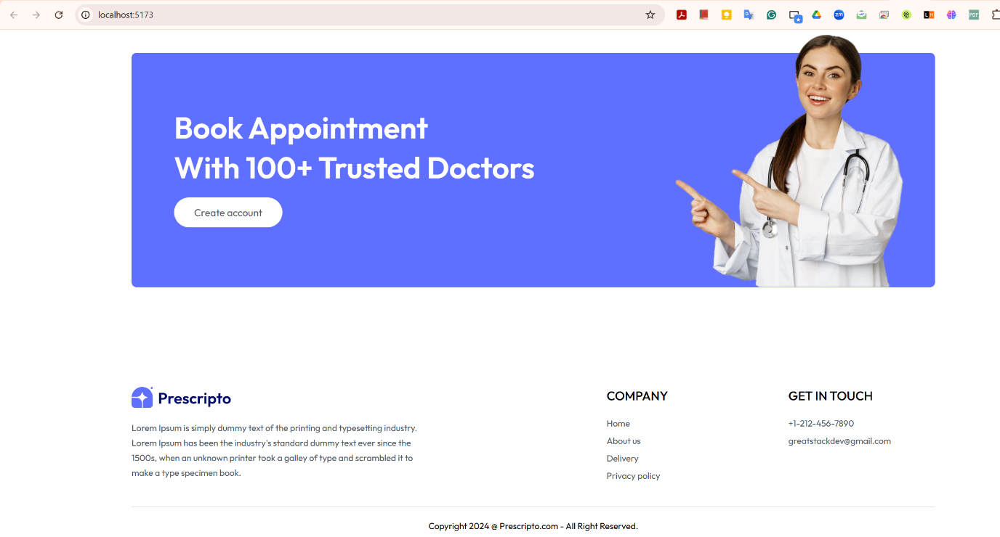 localhost:5173
Book Appointment
With 100+ Trusted Doctors
Create account
Prescripto
Lorem Ipsum is simply dummy text of the printing and typesetting industry.
Lorem Ipsum has been the industry's standard dummy text ever since the
1500s, when an unknown printer took a galley of type and scrambled it to
make a type specimen book.
COMPANY
Home
About us
Delivery
Privacy policy
GET IN TOUCH
+1-212-456-7890
greatstackdev@gmail.com
Copyright 2024 @ Prescripto.com - All Right Reserved.